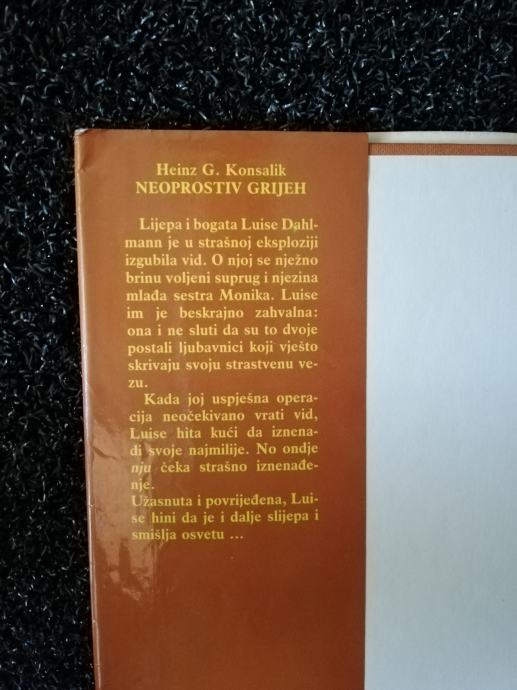 Heinz G. Konsalik
NEOPROSTIV GRIJEH
Lijepa i bogata Luise Dahl-
mann je u strašnoj eksploziji
izgubila vid. O njoj se nježno
brinu voljeni suprug i njezina
mlađa sestra Monika. Luise
im je beskrajno zahvalna:
ona i ne sluti da su to dvoje
postali ljubavnici koji vješto
skrivaju svoju strastvenu ve-
zu.
Kada joj uspješna opera-
cija neočekivano vrati vid,
Luise hita kući da iznena-
di svoje najmilije. No ondje
nju čeka strašno iznenađe-
nje.
Užasnuta i povrijeđena, Lui-
se hini da je i dalje slijepa i
smišlja osvetu ...